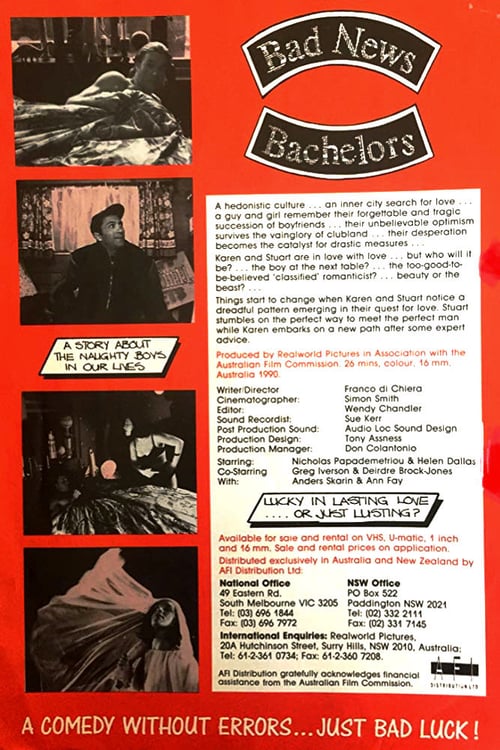 Bad News
Bachelors
A hedonistic culture . . . an inner city search for love . . .
a guy and girl remember their forgettable and tragic
succession of boyfriends . . . their unbelievable optimism
survives the vainglory of clubland . . . their desperation
becomes the catalyst for drastic measures . . .
Karen and Stuart are in love with love . . . but who will it
be? . . . the boy at the next table? . . . the too-good-to-
be-believed 'classified' romanticist? . . . beauty or the
beast? . . .
Things start to change when Karen and Stuart notice a
dreadful pattern emerging in their quest for love. Stuart
stumbles on the perfect way to meet the perfect man
while Karen embarks on a new path after some expert
advice.
Produced by Realworld Pictures in Association with the
Australian Film Commission. 26 mins, colour, 16 mm.
Australia 1990.
Writer/Director Franco di Chiera
Cinematographer: Simon Smith
Editor: Wendy Chandler
Sound Recordist: Sue Kerr
Post Production Sound: Audio Loc Sound Design
Production Design: Tony Assness
Production Manager: Don Colantonio
Starring: Nicholas Papademetriou & Helen Dallas
Co-Starring Greg Iverson & Deirdre Brock-Jones
With: Anders Skarin & Ann Fay
A STORY ABOUT
THE NAUGHTY BOYS
IN OUR LIVES
LUCKY IN LASTING LOVE
. . . . OR JUST LUSTING?
Available for sale and rental on VHS, U-matic, 1 inch
and 16 mm. Sale and rental prices on application.
Distributed exclusively in Australia and New Zealand by
AFI Distribution Ltd:
National Office NSW Office
49 Eastern Rd. PO Box 522
South Melbourne VIC 3205 Paddington NSW 2021
Tel: (03) 696 1844 Tel: (02) 332 2111
Fax: (03) 696 7972 Fax: (02) 331 7145
International Enquiries: Realworld Pictures,
20A Hutchinson Street, Surry Hills, NSW 2010, Australia;
Tel: 61-2-361 0734; Fax: 61-2-360 7208.
AFI Distribution gratefully acknowledges financial
assistance from the Australian Film Commission.
AFI
DISTRIBUTION LTD
A COMEDY WITHOUT ERRORS...JUST BAD LUCK!